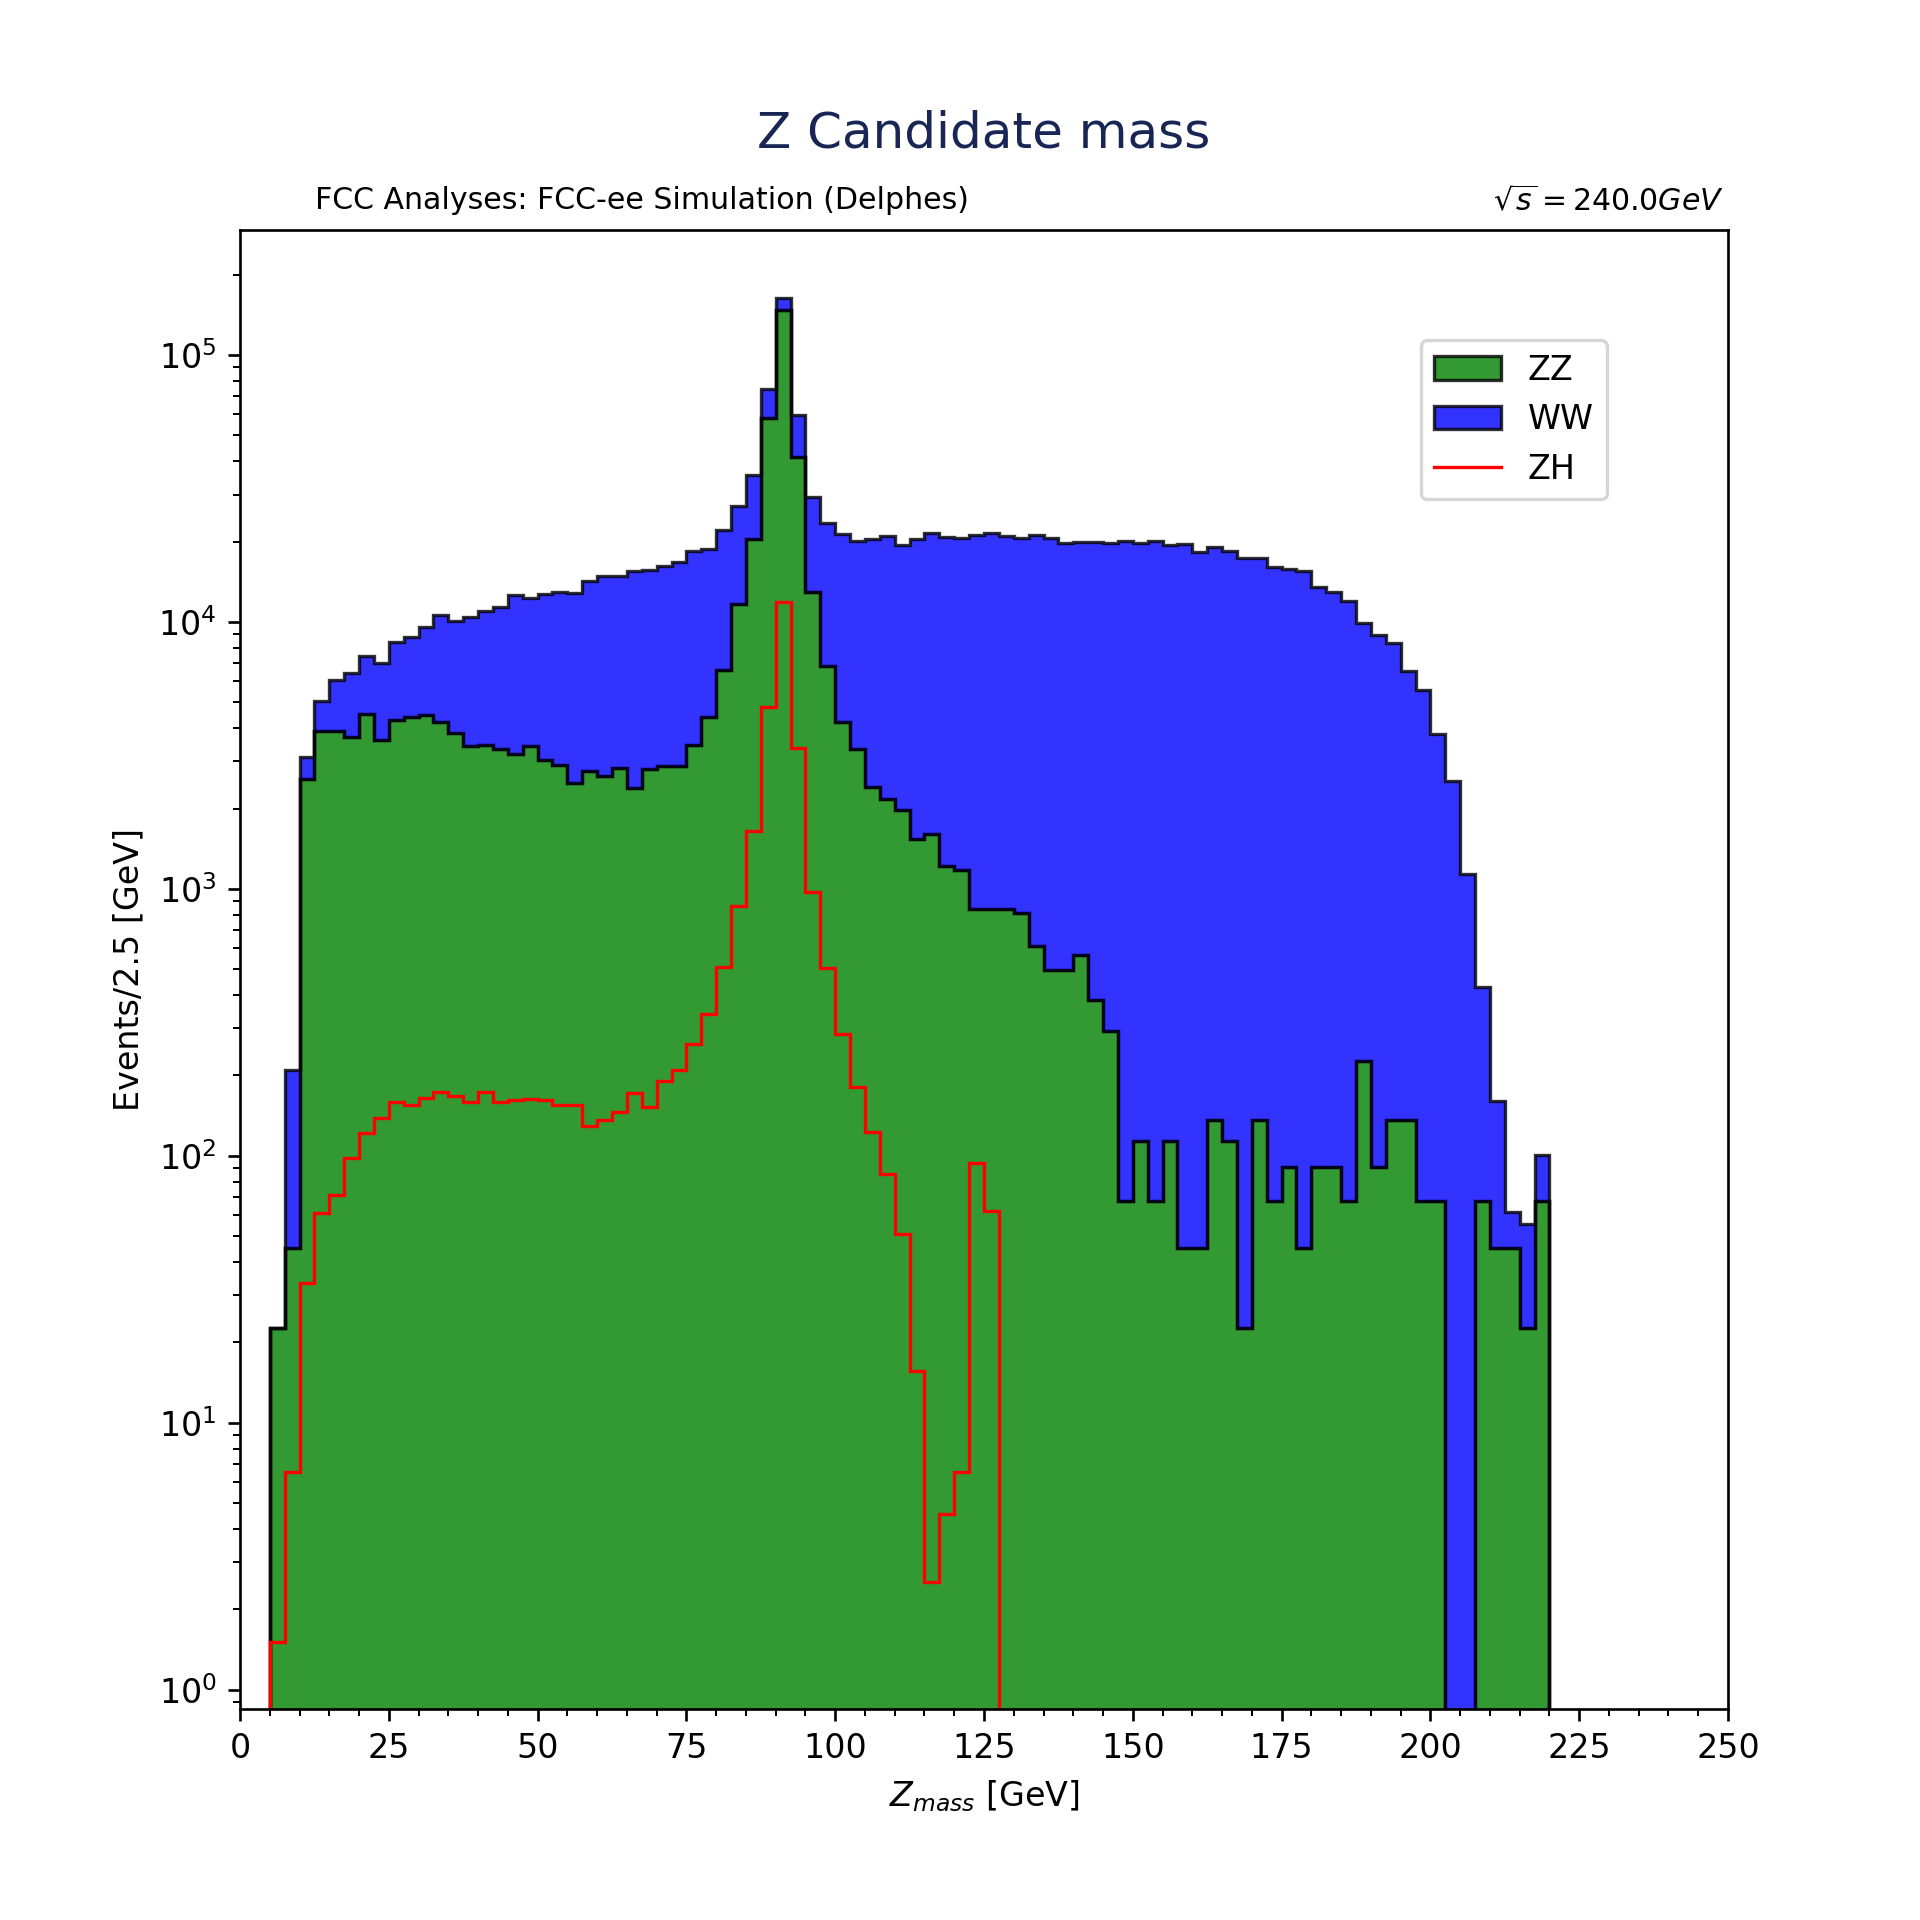 Z Candidate mass
FCC Analyses: FCC-ee Simulation (Delphes)
√s = 240.0GeV
10⁵
10⁴
10³
10²
10¹
10⁰
Events/2.5 [GeV]
ZZ
WW
ZH
0 25 50 75 100 125 150 175 200 225 250
Z_mass [GeV]